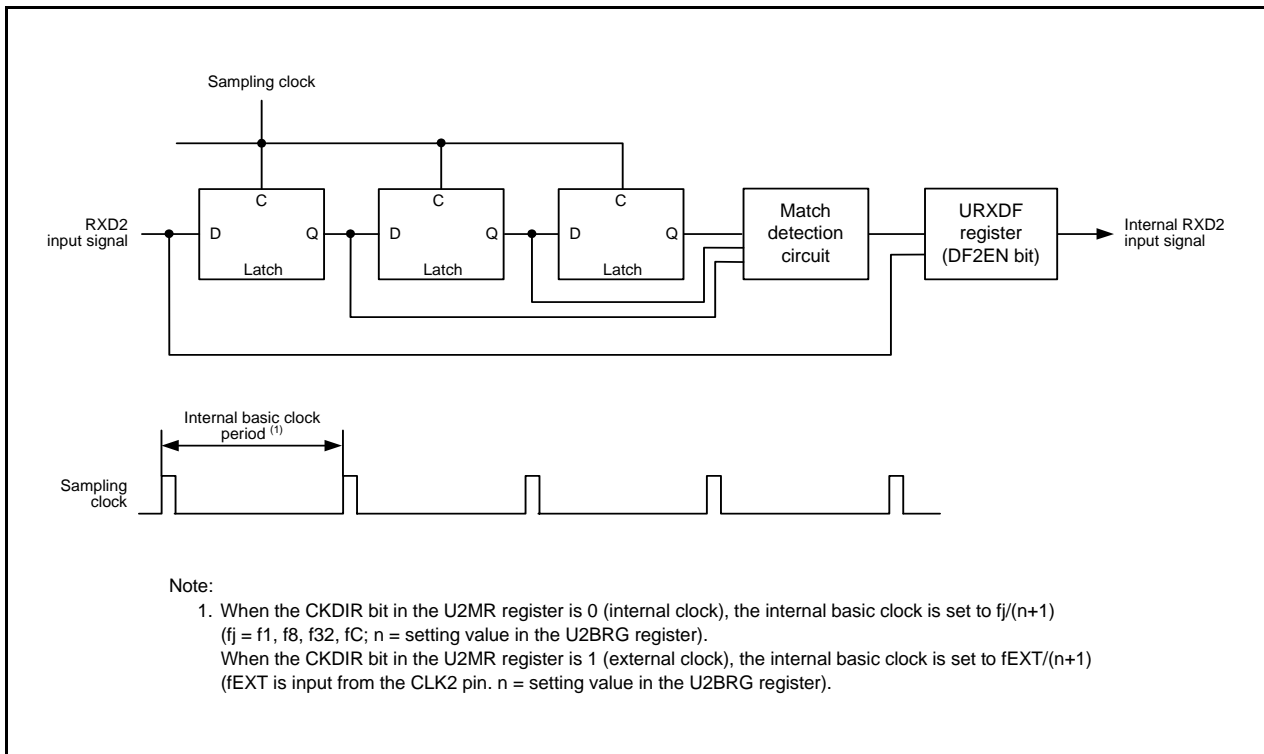 Sampling clock
C
C
C
RXD2
input signal
D
Q
D
Q
D
Q
Latch
Latch
Latch
Match
detection
circuit
URXDF
register
(DF2EN bit)
Internal RXD2
input signal
Internal basic clock
period (1)
Sampling
clock
Note:
1. When the CKDIR bit in the U2MR register is 0 (internal clock), the internal basic clock is set to fj/(n+1)
(fj = f1, f8, f32, fC; n = setting value in the U2BRG register).
When the CKDIR bit in the U2MR register is 1 (external clock), the internal basic clock is set to fEXT/(n+1)
(fEXT is input from the CLK2 pin. n = setting value in the U2BRG register).